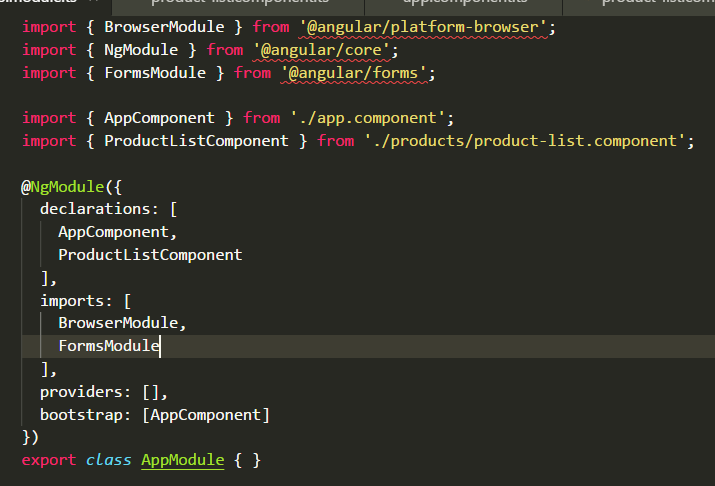 import { BrowserModule } from '@angular/platform-browser';
import { NgModule } from '@angular/core';
import { FormsModule } from '@angular/forms';

import { AppComponent } from './app.component';
import { ProductListComponent } from './products/product-list.component';

@NgModule({
  declarations: [
    AppComponent,
    ProductListComponent
  ],
  imports: [
    BrowserModule,
    FormsModule
  ],
  providers: [],
  bootstrap: [AppComponent]
})
export class AppModule { }